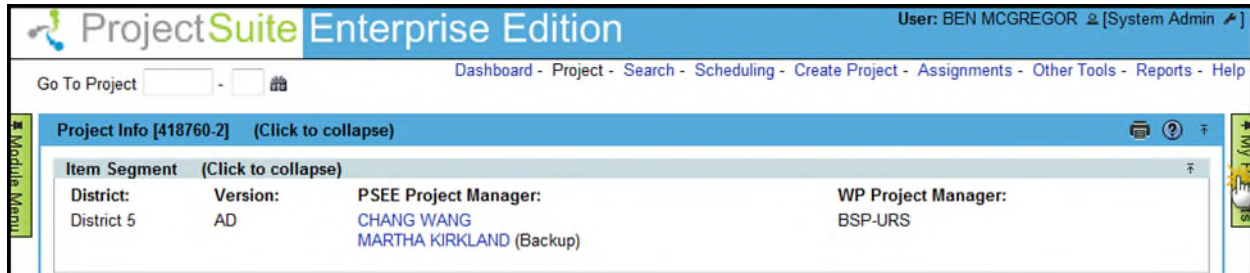 ProjectSuite Enterprise Edition
User: BEN MCGREGOR [System Admin ]
Go To Project -
Dashboard - Project - Search - Scheduling - Create Project - Assignments - Other Tools - Reports - Help
Module Menu
Project Info [418760-2] (Click to collapse)
My
Item Segment (Click to collapse)
District: Version: PSEE Project Manager: WP Project Manager:
District 5 AD CHANG WANG BSP-URS
MARTHA KIRKLAND (Backup)